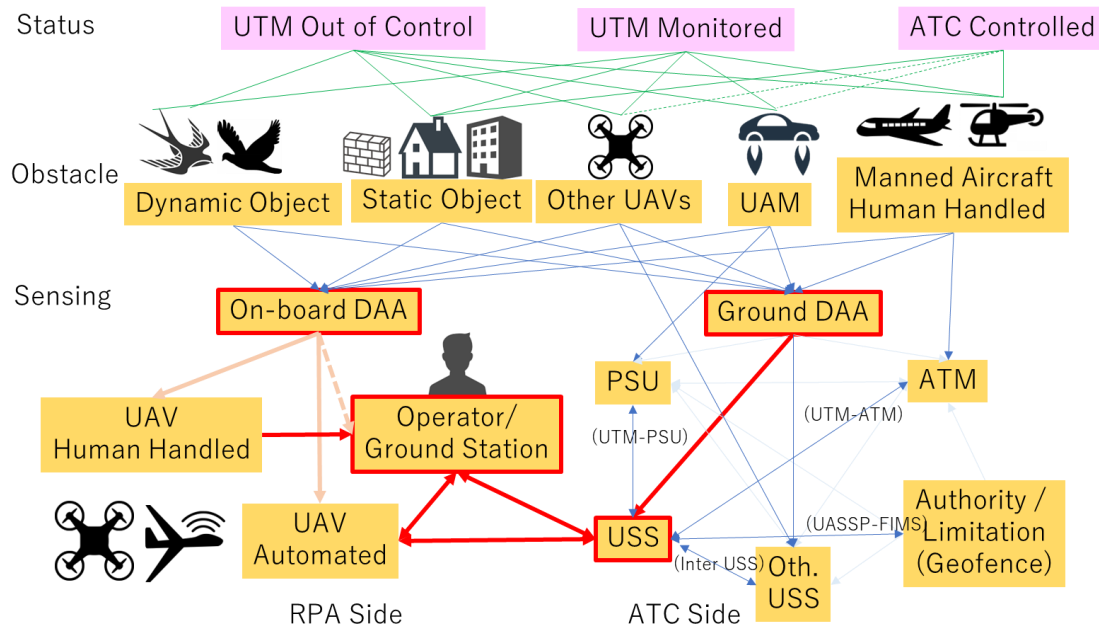 Status
UTM Out of Control
UTM Monitored
ATC Controlled
Obstacle
Dynamic Object
Static Object
Other UAVs
UAM
Manned Aircraft
Human Handled
Sensing
On-board DAA
Ground DAA
UAV
Human Handled
Operator/
Ground Station
PSU
ATM
(UTM-PSU)
(UTM-ATM)
UAV
Automated
USS
(UASSP-FIMS)
(Inter USS)
Oth.
USS
Authority /
Limitation
(Geofence)
RPA Side
ATC Side